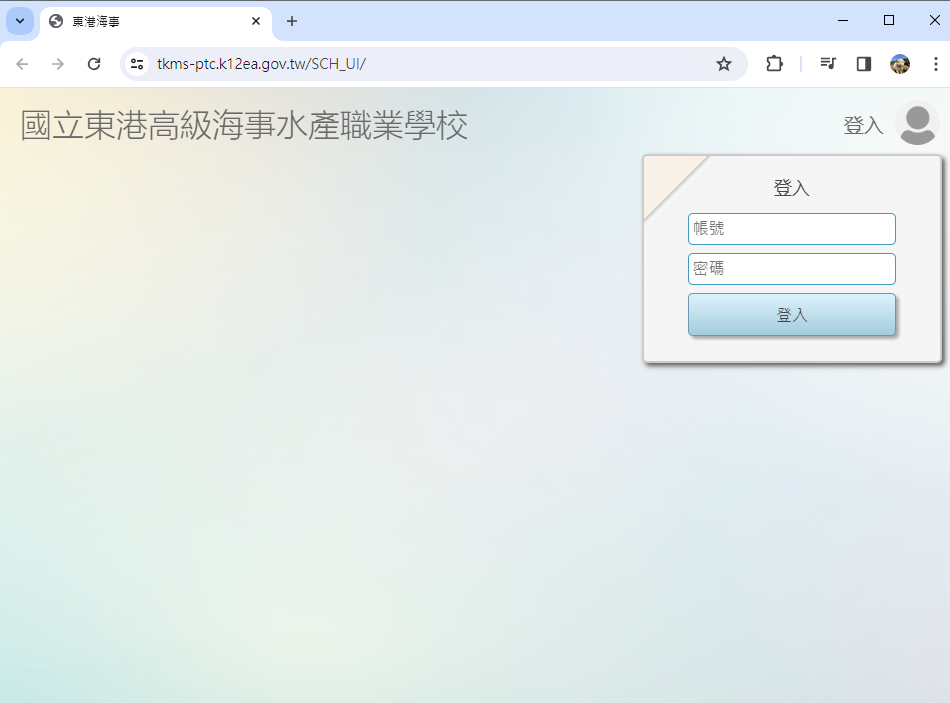 東港海事
tkms-ptc.k12ea.gov.tw/SCH_UI/
國立東港高級海事水產職業學校
登入
登入
帳號
密碼
登入